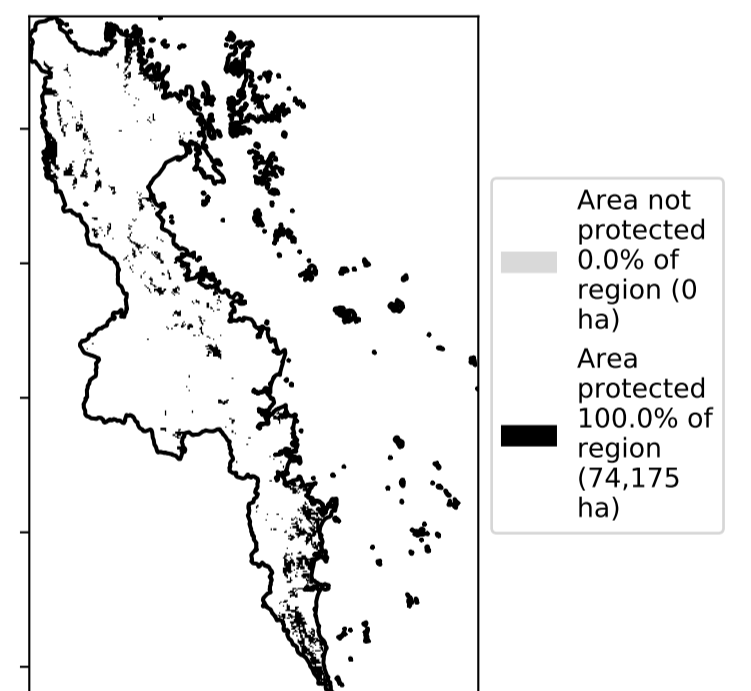 Area not
protected
0.0% of
region (0
ha)
Area
protected
100.0% of
region
(74,175
ha)